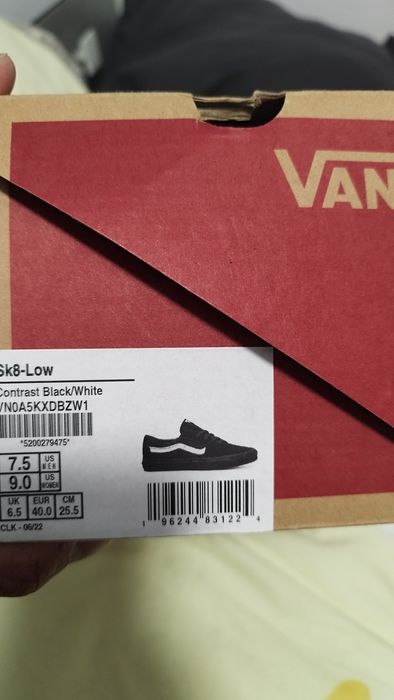 VAN
Sk8-Low
Contrast Black/White
VN0A5KXDBZW1
*5200279475*
7.5 US MEN
9.0 US WOMEN
UK EUR CM
6.5 40.0 25.5
CLK - 06/22
1 96244 83122 4